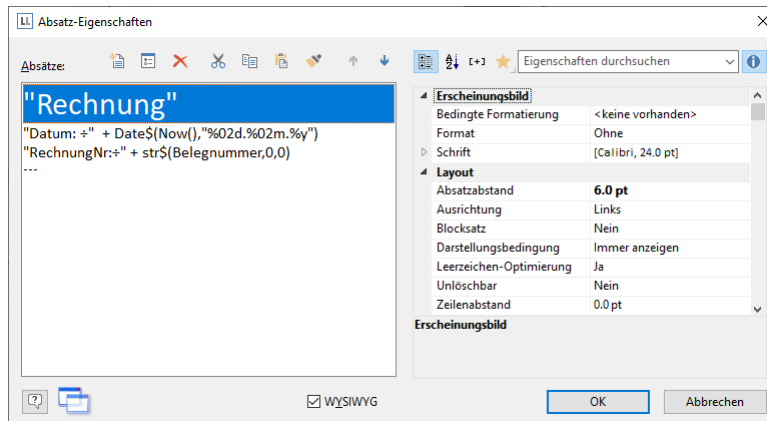 LL Absatz-Eigenschaften
Absätze:
Eigenschaften durchsuchen
"Rechnung"
"Datum: ÷" + Date$(Now(),"%02d.%02m.%y")
"RechnungNr:÷" + str$(Belegnummer,0,0)
---
Erscheinungsbild
Bedingte Formatierung <keine vorhanden>
Format Ohne
Schrift [Calibri, 24.0 pt]
Layout
Absatzabstand 6.0 pt
Ausrichtung Links
Blocksatz Nein
Darstellungsbedingung Immer anzeigen
Leerzeichen-Optimierung Ja
Unlöschbar Nein
Zeilenabstand 0.0 pt
Erscheinungsbild
WYSIWYG
OK
Abbrechen